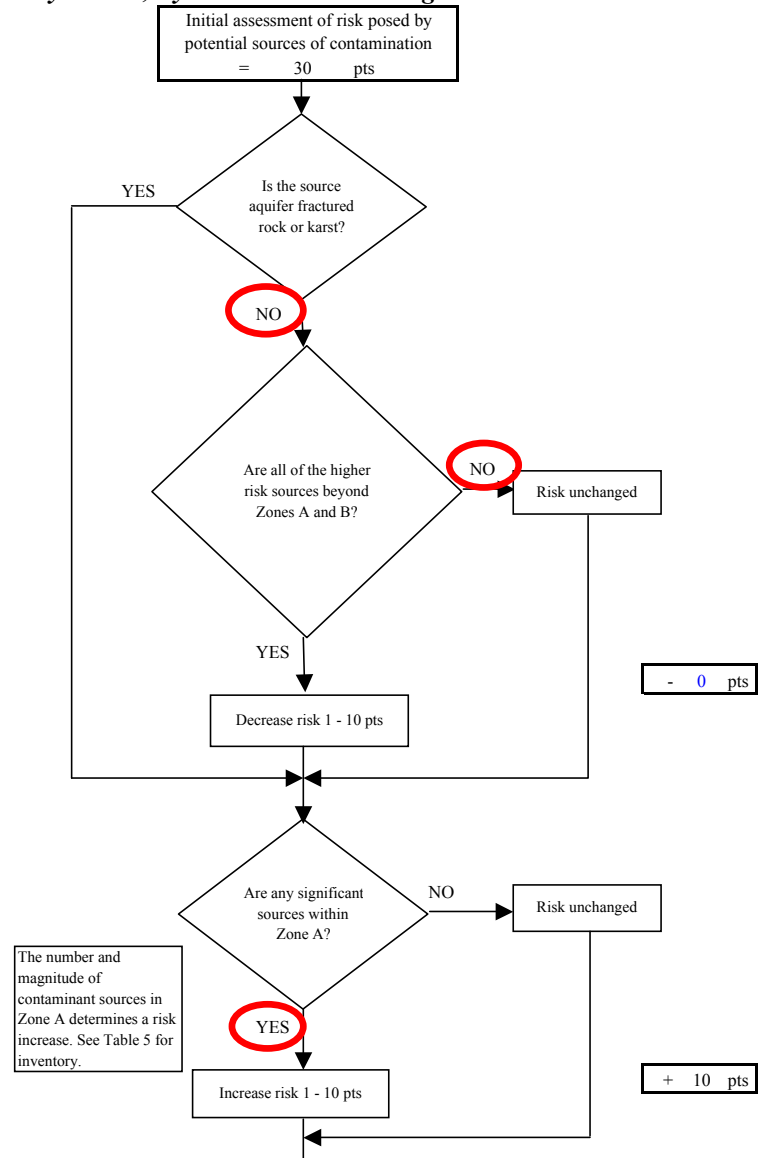 Initial assessment of risk posed by
potential sources of contamination
= 30 pts
YES
Is the source
aquifer fractured
rock or karst?
NO
Are all of the higher
risk sources beyond
Zones A and B?
NO
Risk unchanged
YES
- 0 pts
Decrease risk 1 - 10 pts
Are any significant
sources within
Zone A?
NO
Risk unchanged
The number and
magnitude of
contaminant sources in
Zone A determines a risk
increase. See Table 5 for
inventory.
YES
Increase risk 1 - 10 pts
+ 10 pts